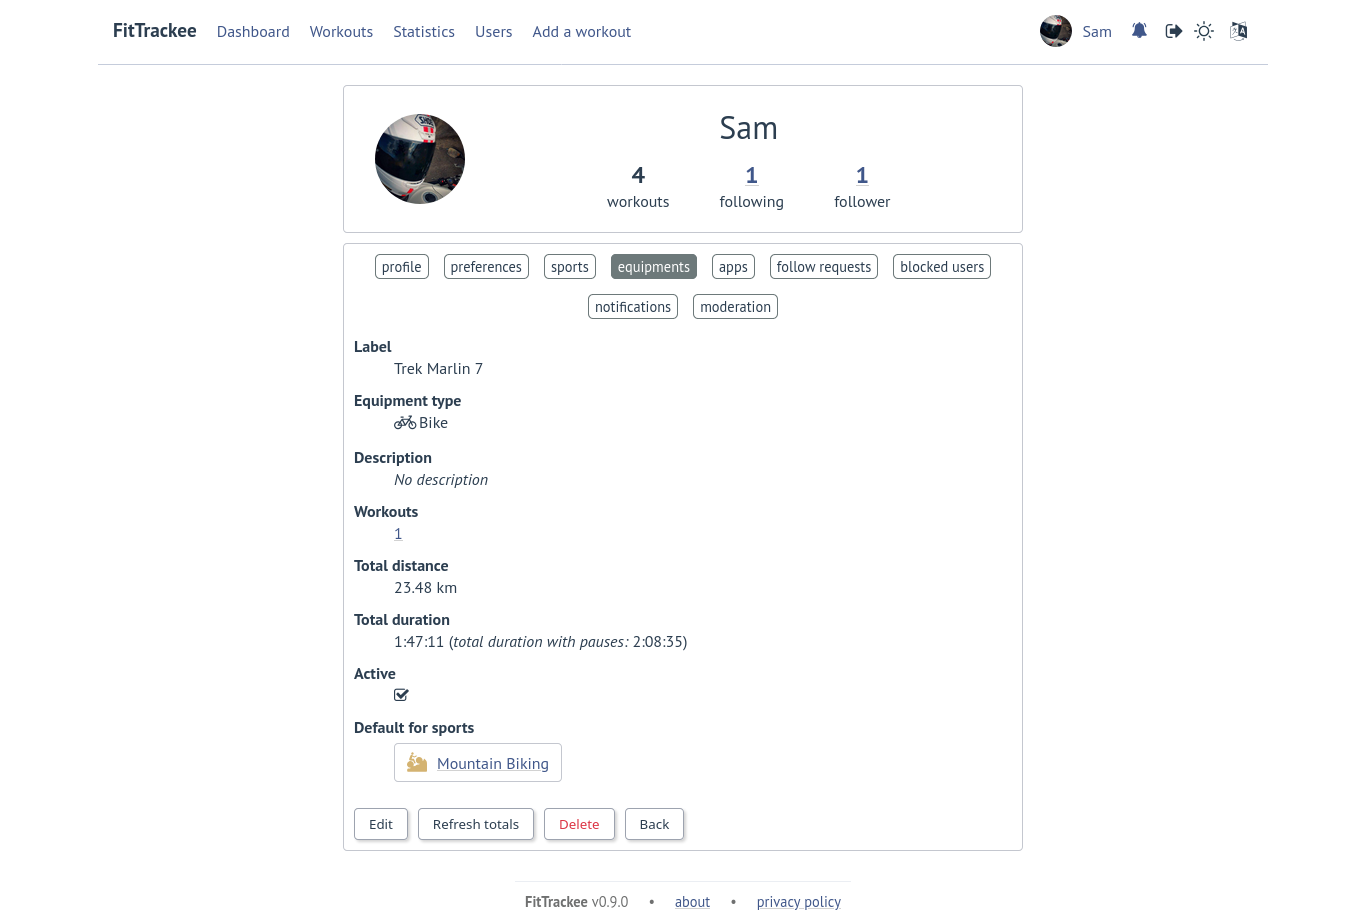 FitTrackee Dashboard Workouts Statistics Users Add a workout Sam
Sam
4 1 1
workouts following follower
profile preferences sports equipments apps follow requests blocked users
notifications moderation
Label
Trek Marlin 7
Equipment type
Bike
Description
No description
Workouts
1
Total distance
23.48 km
Total duration
1:47:11 (total duration with pauses: 2:08:35)
Active
Default for sports
Mountain Biking
Edit Refresh totals Delete Back
FitTrackee v0.9.0 • about • privacy policy